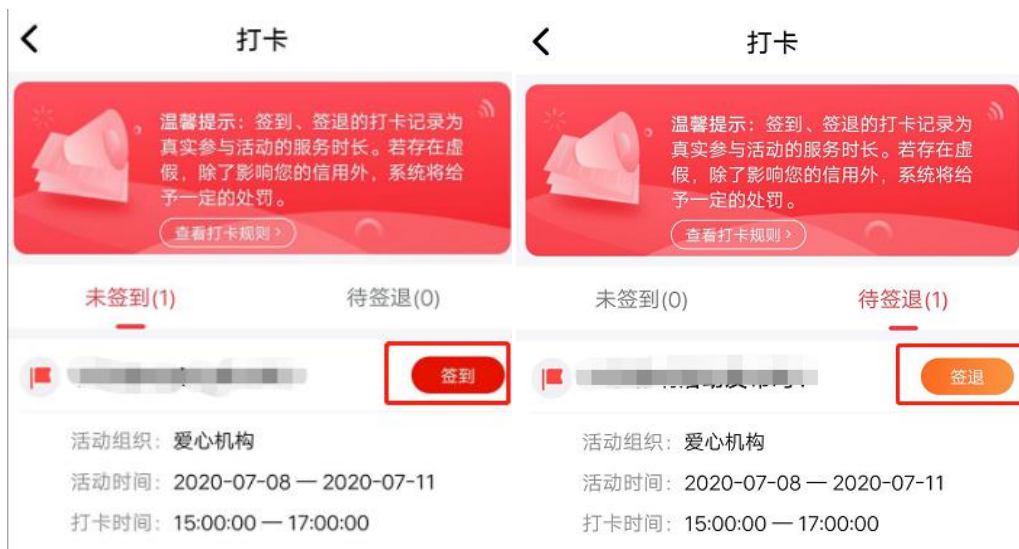 打卡
温馨提示：签到、签退的打卡记录为
真实参与活动的服务时长。若存在虚
假，除了影响您的信用外，系统将给
予一定的处罚。
查看打卡规则>
未签到(1)
待签退(0)
签到
活动组织：爱心机构
活动时间：2020-07-08 — 2020-07-11
打卡时间：15:00:00 — 17:00:00
打卡
温馨提示：签到、签退的打卡记录为
真实参与活动的服务时长。若存在虚
假，除了影响您的信用外，系统将给
予一定的处罚。
查看打卡规则>
未签到(0)
待签退(1)
签退
活动组织：爱心机构
活动时间：2020-07-08 — 2020-07-11
打卡时间：15:00:00 — 17:00:00